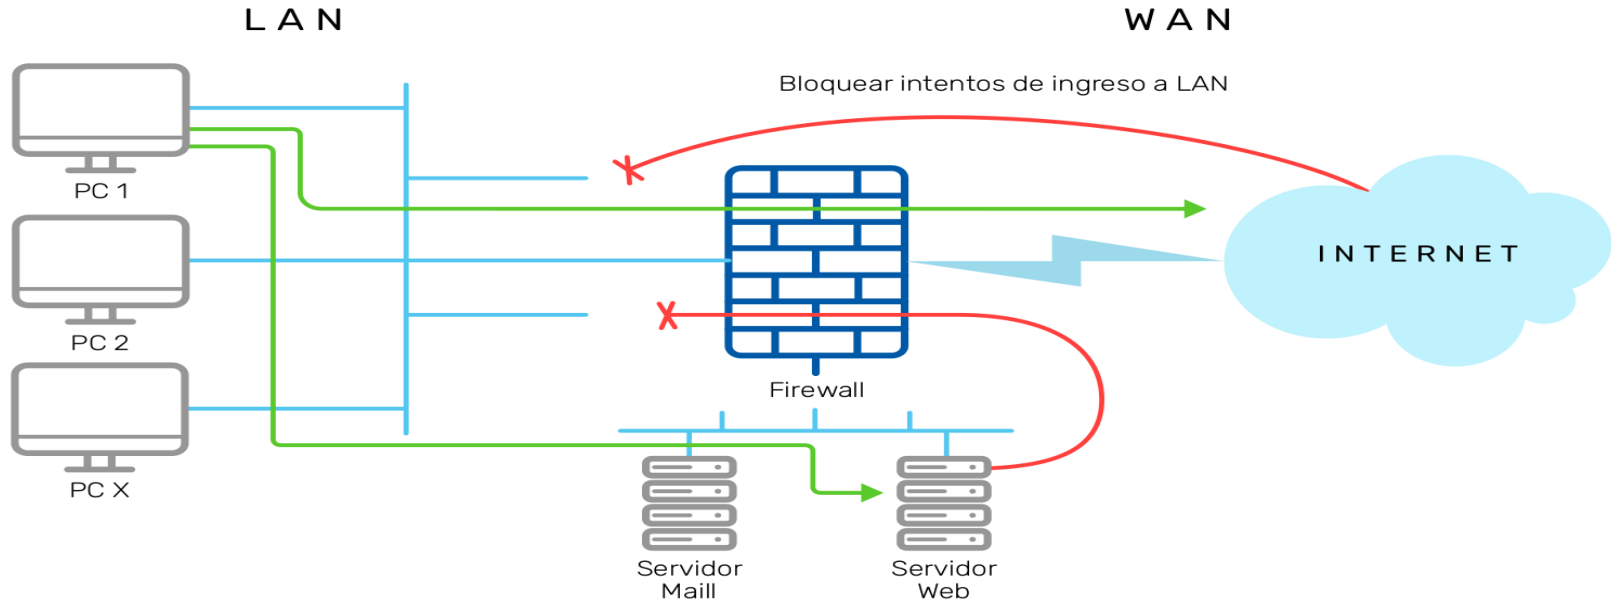 LAN
WAN
Bloquear intentos de ingreso a LAN
PC 1
INTERNET
PC 2
Firewall
PC X
Servidor
Maill
Servidor
Web